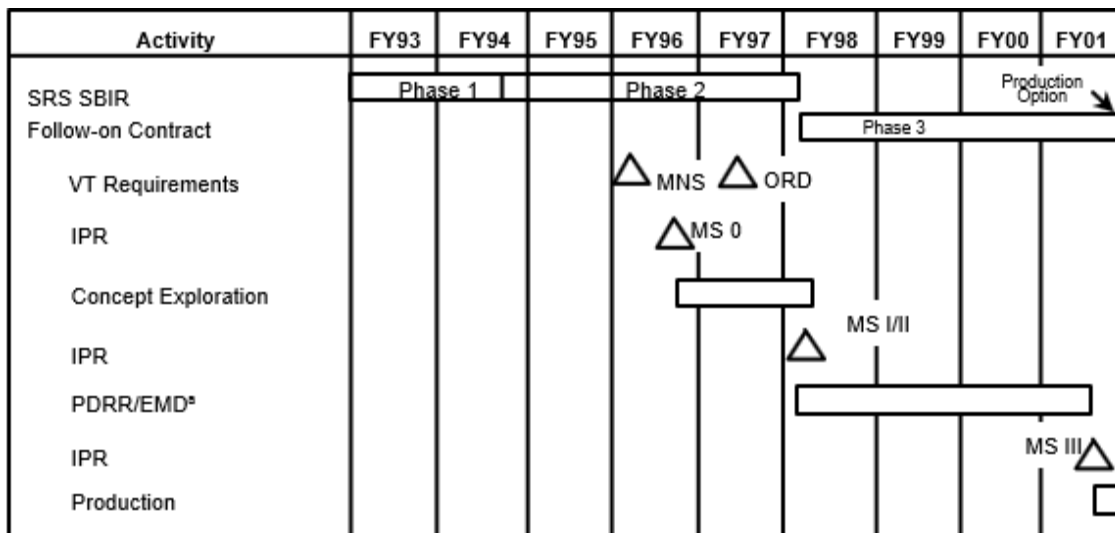 Activity FY93 FY94 FY95 FY96 FY97 FY98 FY99 FY00 FY01
SRS SBIR Phase 1 Phase 2 Production
Option
Follow-on Contract Phase 3
VT Requirements MNS ORD
IPR MS 0
Concept Exploration
MS I/II
IPR
PDRR/EMDª
IPR MS III
Production